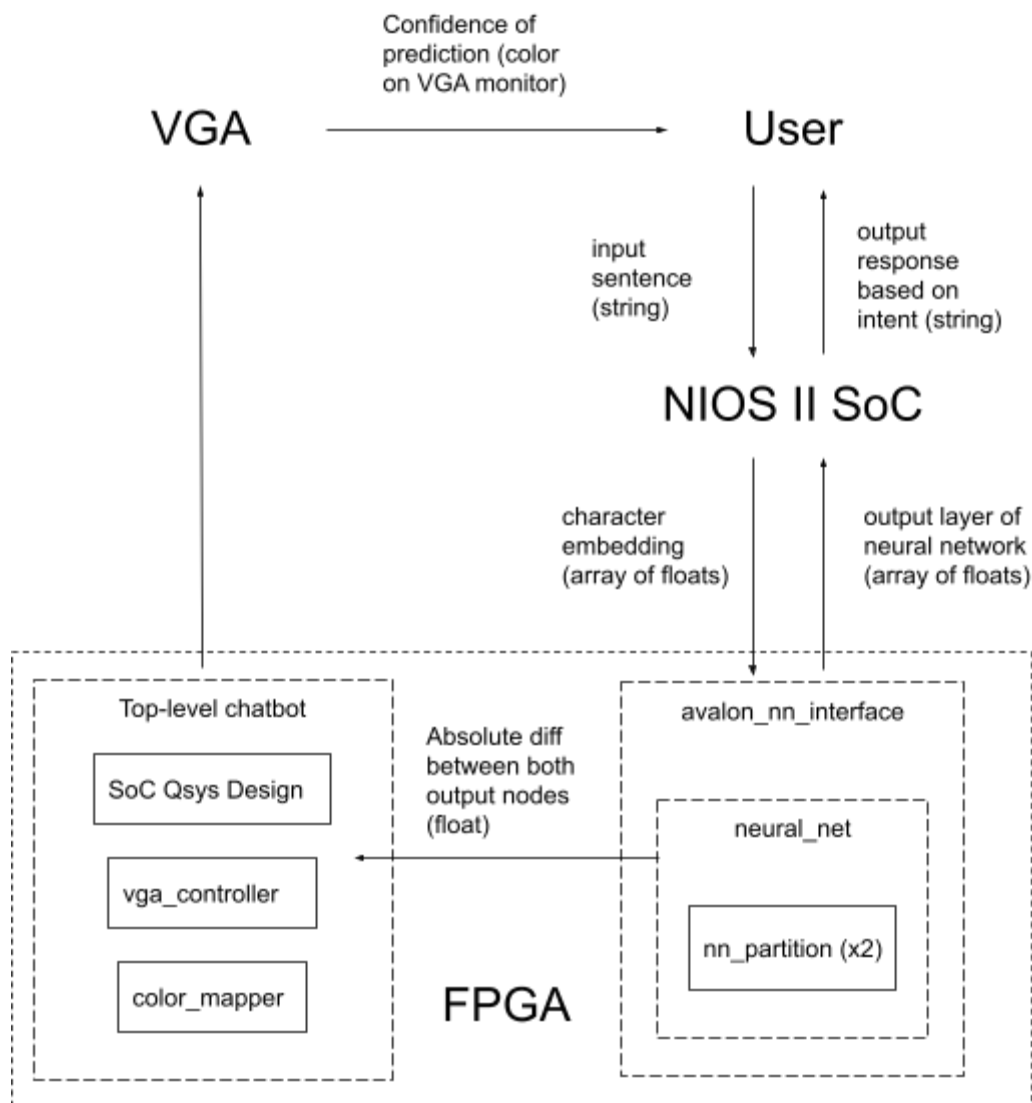 Confidence of
prediction (color
on VGA monitor)
VGA
User
input
sentence
(string)
output
response
based on
intent (string)
NIOS II SoC
character
embedding
(array of floats)
output layer of
neural network
(array of floats)
Top-level chatbot
SoC Qsys Design
vga_controller
color_mapper
Absolute diff
between both
output nodes
(float)
avalon_nn_interface
neural_net
nn_partition (x2)
FPGA